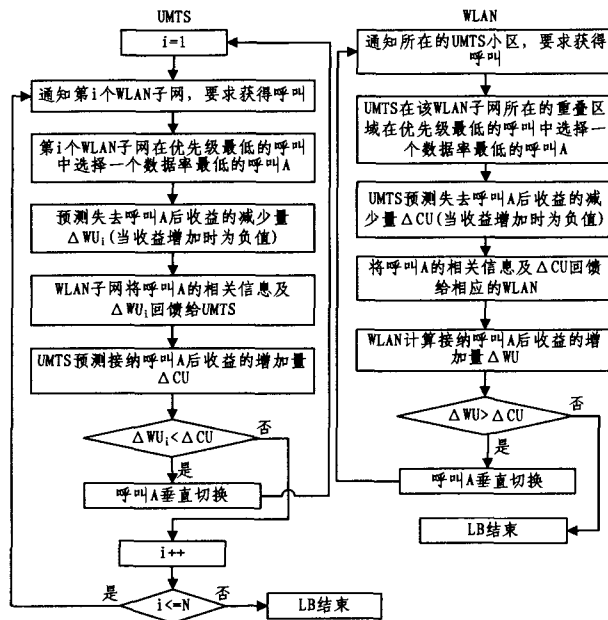 UMTS
i=1
通知第i个WLAN子网，要求获得呼叫
第i个WLAN子网在优先级最低的呼叫
中选择一个数据率最低的呼叫A
预测失去呼叫A后收益的减少量
ΔWUi(当收益增加时为负值)
WLAN子网将呼叫A的相关信息及
ΔWUi回馈给UMTS
UMTS预测接纳呼叫A后收益的增加量
ΔCU
ΔWUi<ΔCU
否
是
呼叫A垂直切换
i++
是
i<=N
否
LB结束
WLAN
通知所在的UMTS小区，要求获得
呼叫
UMTS在该WLAN子网所在的重叠区
域在优先级最低的呼叫中选择一
个数据率最低的呼叫A
UMTS预测失去呼叫A后收益的减
少量ΔCU(当收益增加时为负值)
将呼叫A的相关信息及ΔCU回馈
给相应的WLAN
WLAN计算接纳呼叫A后收益的增
加量ΔWU
ΔWU>ΔCU
否
是
呼叫A垂直切换
LB结束